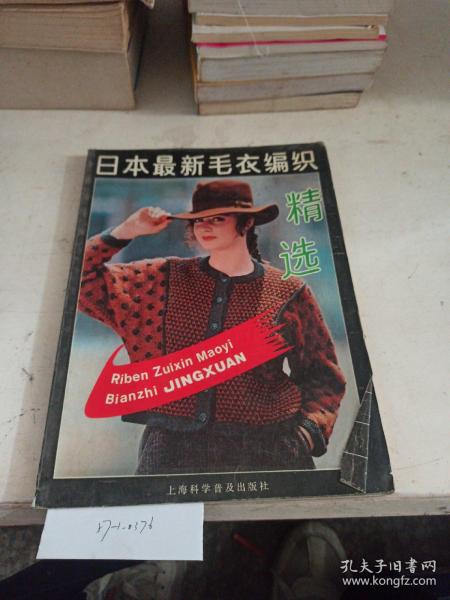 日本最新毛衣编织
精选
Riben Zuixin Maoyi
Bianzhi JINGXUAN
上海科学普及出版社
孔夫子旧书网
www.kongfz.com